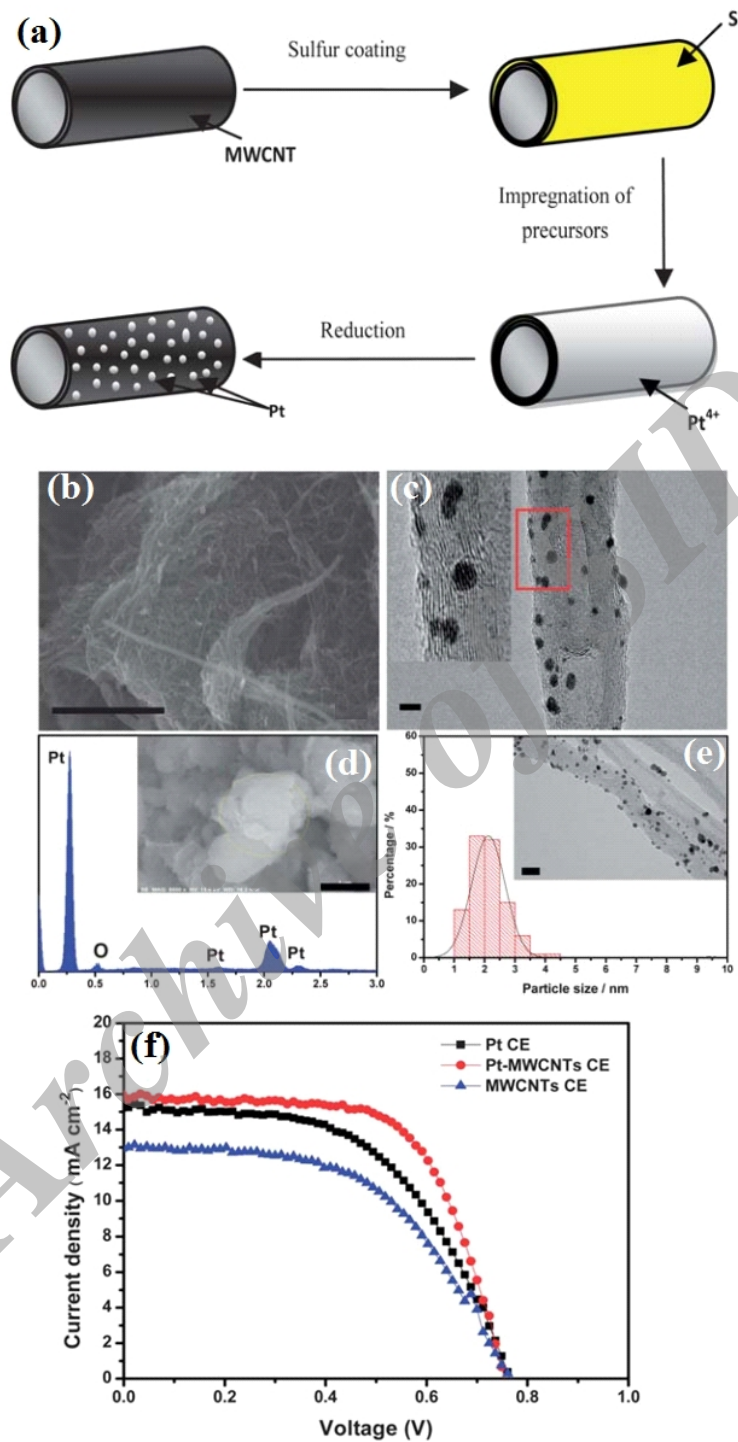 (a)
Sulfur coating
S
MWCNT
Impregnation of
precursors
Reduction
Pt
Pt4+
(b)
(c)
(d)
Pt
O
Pt
Pt
Pt
0.0 0.5 1.0 1.5 2.0 2.5 3.0
(e)
Percentage / %
60
50
40
30
20
10
0
0 1 2 3 4 5 6 7 8 9 10
Particle size / nm
(f)
Pt CE
Pt-MWCNTs CE
MWCNTs CE
Current density (mA cm-2)
20
18
16
14
12
10
8
6
4
2
0
0.0 0.2 0.4 0.6 0.8 1.0
Voltage (V)
Archive of SID